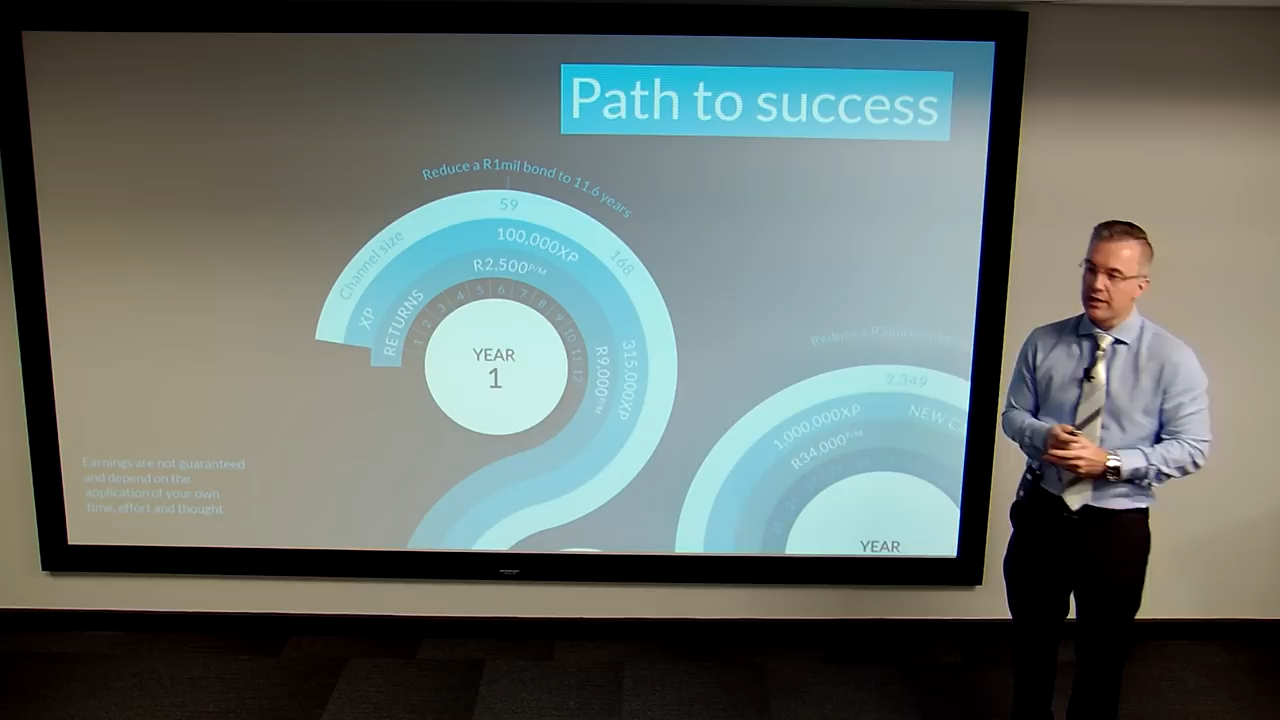 Path to success
Reduce a R1mil bond to 11.6 years
Channel size
59
168
XP
100,000XP
315,000XP
RETURNS
R2,500P/M
R9,000P/M
1 2 3 4 5 6 7 8 9 10 11 12
YEAR
1
Reduce a R5mil
2,349
1,000,000XP
NEW
R34,000P/M
YEAR
Earnings are not guaranteed
and depend on the
application of your own
time, effort and thought.